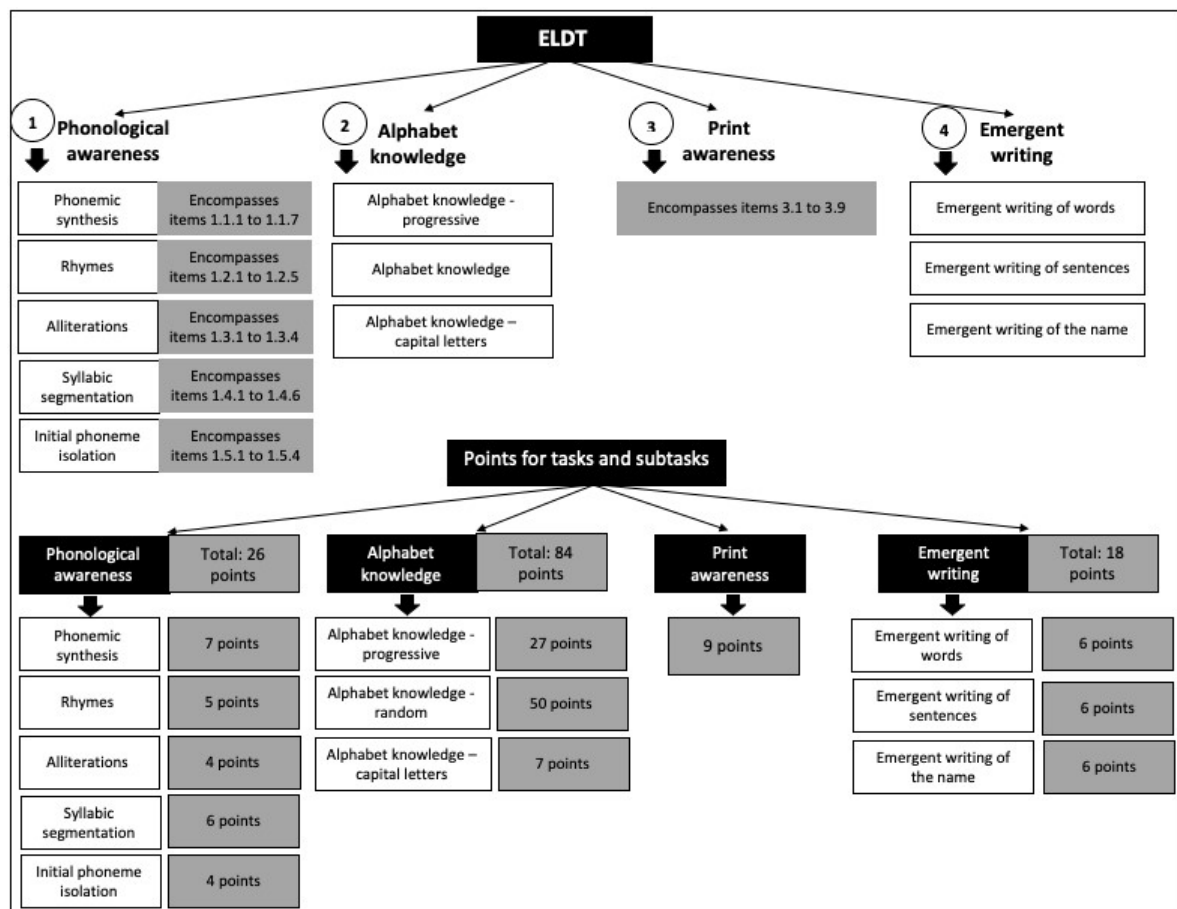 ELDT
1
Phonological
awareness
2
Alphabet
knowledge
3
Print
awareness
4
Emergent
writing
Phonemic
synthesis
Encompasses
items 1.1.1 to 1.1.7
Rhymes
Encompasses
items 1.2.1 to 1.2.5
Alliterations
Encompasses
items 1.3.1 to 1.3.4
Syllabic
segmentation
Encompasses
items 1.4.1 to 1.4.6
Initial phoneme
isolation
Encompasses
items 1.5.1 to 1.5.4
Alphabet knowledge -
progressive
Alphabet knowledge
Alphabet knowledge –
capital letters
Encompasses items 3.1 to 3.9
Emergent writing of words
Emergent writing of sentences
Emergent writing of the name
Points for tasks and subtasks
Phonological
awareness
Total: 26
points
Phonemic
synthesis
7 points
Rhymes
5 points
Alliterations
4 points
Syllabic
segmentation
6 points
Initial phoneme
isolation
4 points
Alphabet
knowledge
Total: 84
points
Alphabet knowledge -
progressive
27 points
Alphabet knowledge -
random
50 points
Alphabet knowledge –
capital letters
7 points
Print
awareness
9 points
Emergent
writing
Total: 18
points
Emergent writing of
words
6 points
Emergent writing of
sentences
6 points
Emergent writing of
the name
6 points